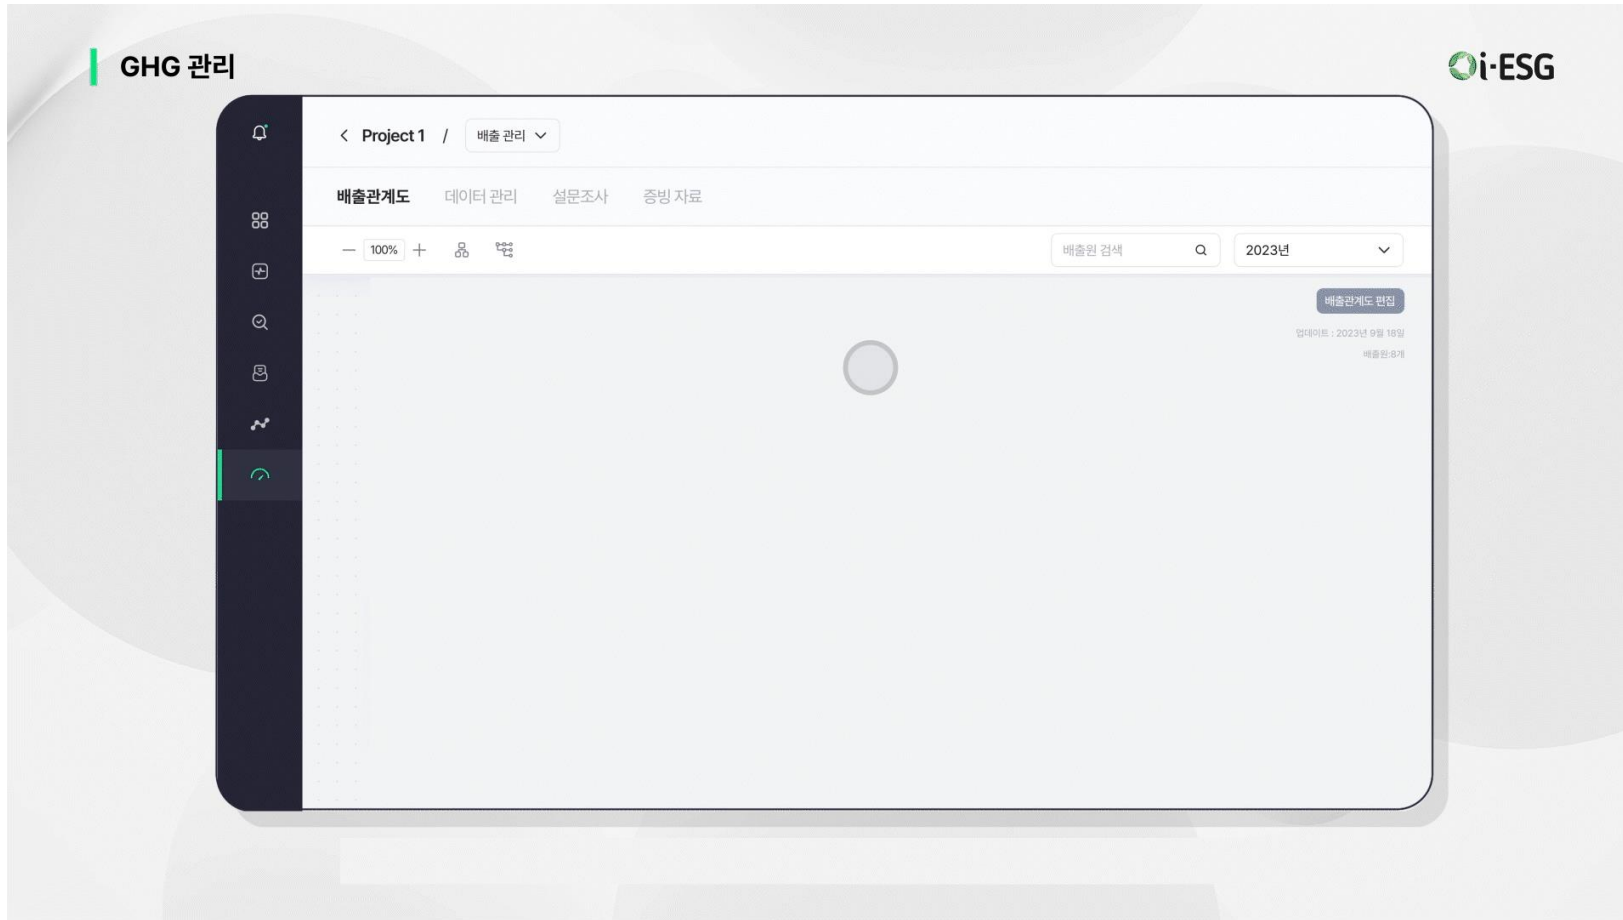 GHG 관리
i·ESG
Project 1 / 배출 관리
배출관계도 데이터 관리 설문조사 증빙 자료
100% 배출원 검색 2023년
배출관계도 편집
업데이트 : 2023년 9월 18일
배출원:8개